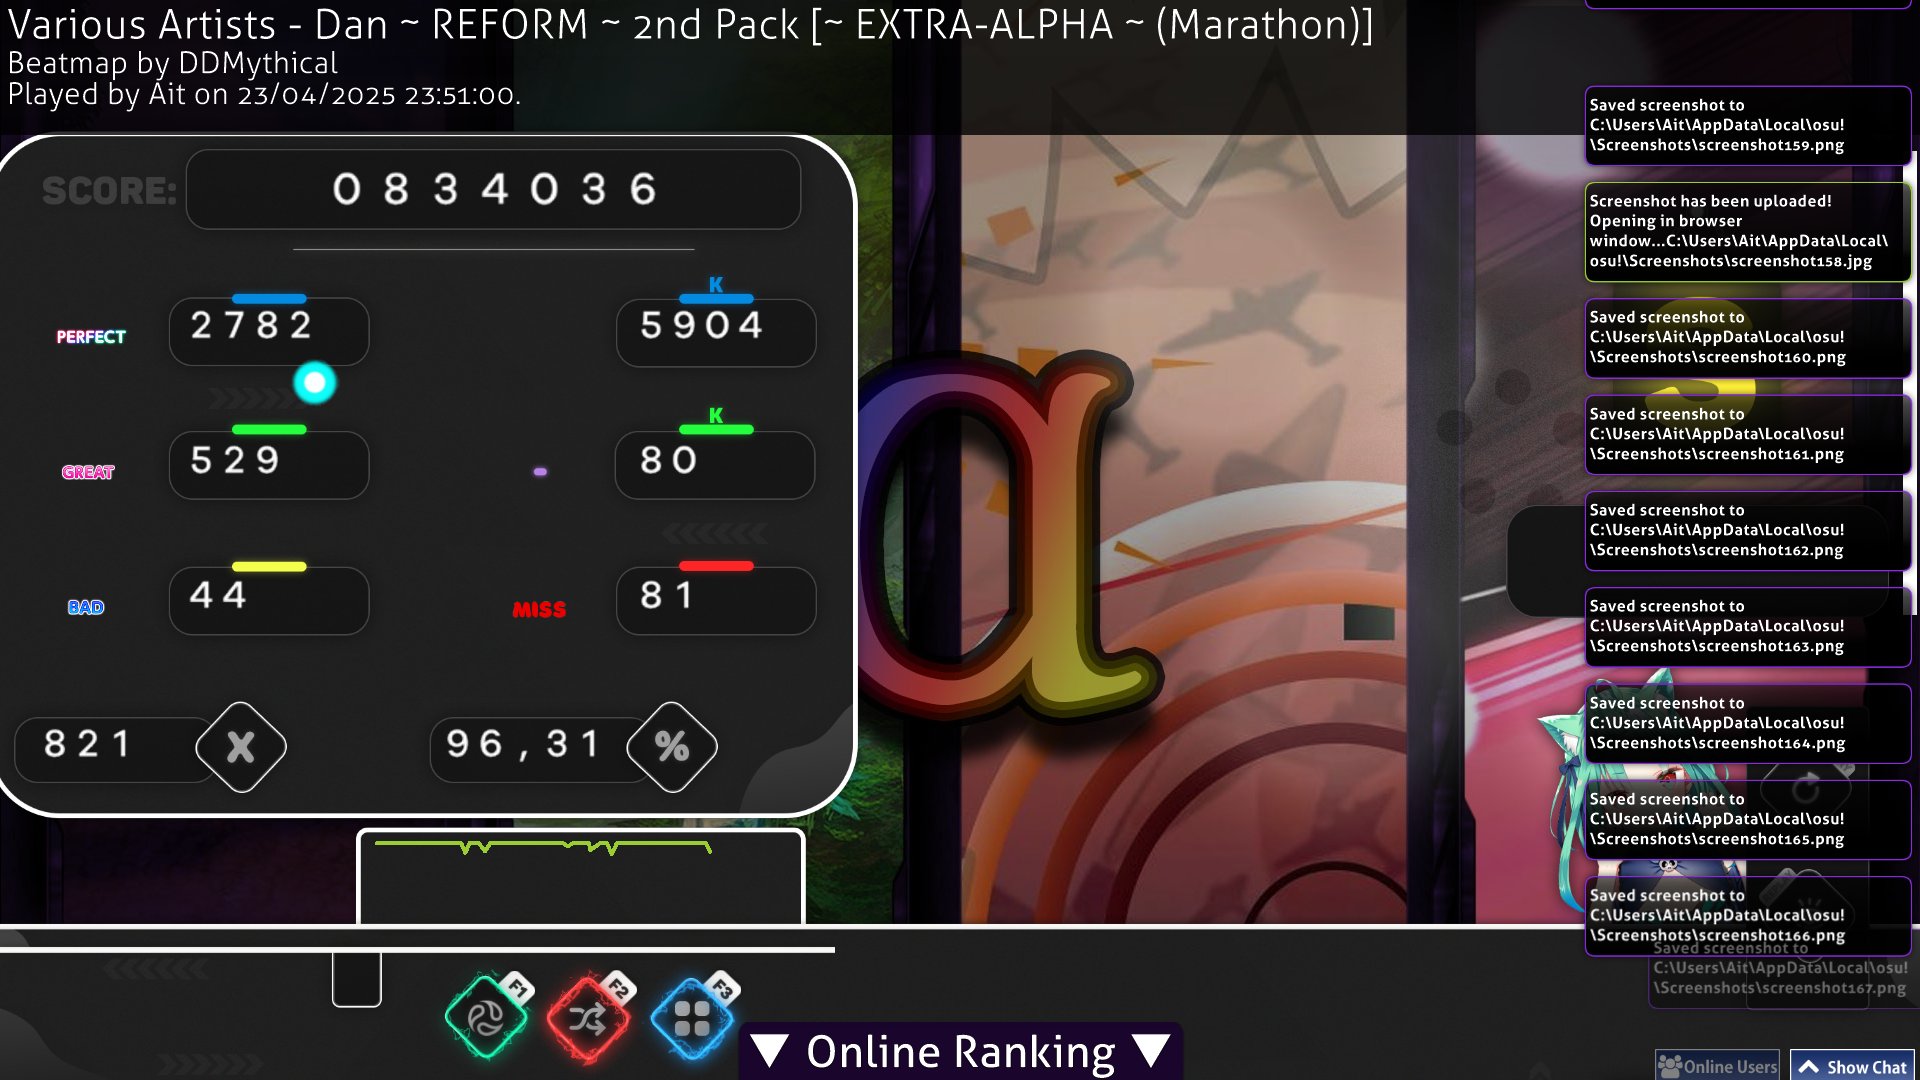 Various Artists - Dan ~ REFORM ~ 2nd Pack [~ EXTRA-ALPHA ~ (Marathon)]
Beatmap by DDMythical
Played by Ait on 23/04/2025 23:51:00.
SCORE: 0834036
PERFECT 2782
K
5904
GREAT 529
K
80
BAD 44
MISS 81
821 X
96,31 %
α
F1
F2
F3
▼ Online Ranking ▼
Saved screenshot to
C:\Users\Ait\AppData\Local\osu!
\Screenshots\screenshot159.png
Screenshot has been uploaded!
Opening in browser
window...C:\Users\Ait\AppData\Local\
osu!\Screenshots\screenshot158.jpg
Saved screenshot to
C:\Users\Ait\AppData\Local\osu!
\Screenshots\screenshot160.png
Saved screenshot to
C:\Users\Ait\AppData\Local\osu!
\Screenshots\screenshot161.png
Saved screenshot to
C:\Users\Ait\AppData\Local\osu!
\Screenshots\screenshot162.png
Saved screenshot to
C:\Users\Ait\AppData\Local\osu!
\Screenshots\screenshot163.png
Saved screenshot to
C:\Users\Ait\AppData\Local\osu!
\Screenshots\screenshot164.png
Saved screenshot to
C:\Users\Ait\AppData\Local\osu!
\Screenshots\screenshot165.png
Saved screenshot to
C:\Users\Ait\AppData\Local\osu!
\Screenshots\screenshot166.png
Saved screenshot to
C:\Users\Ait\AppData\Local\osu!
\Screenshots\screenshot167.png
Online Users
Show Chat